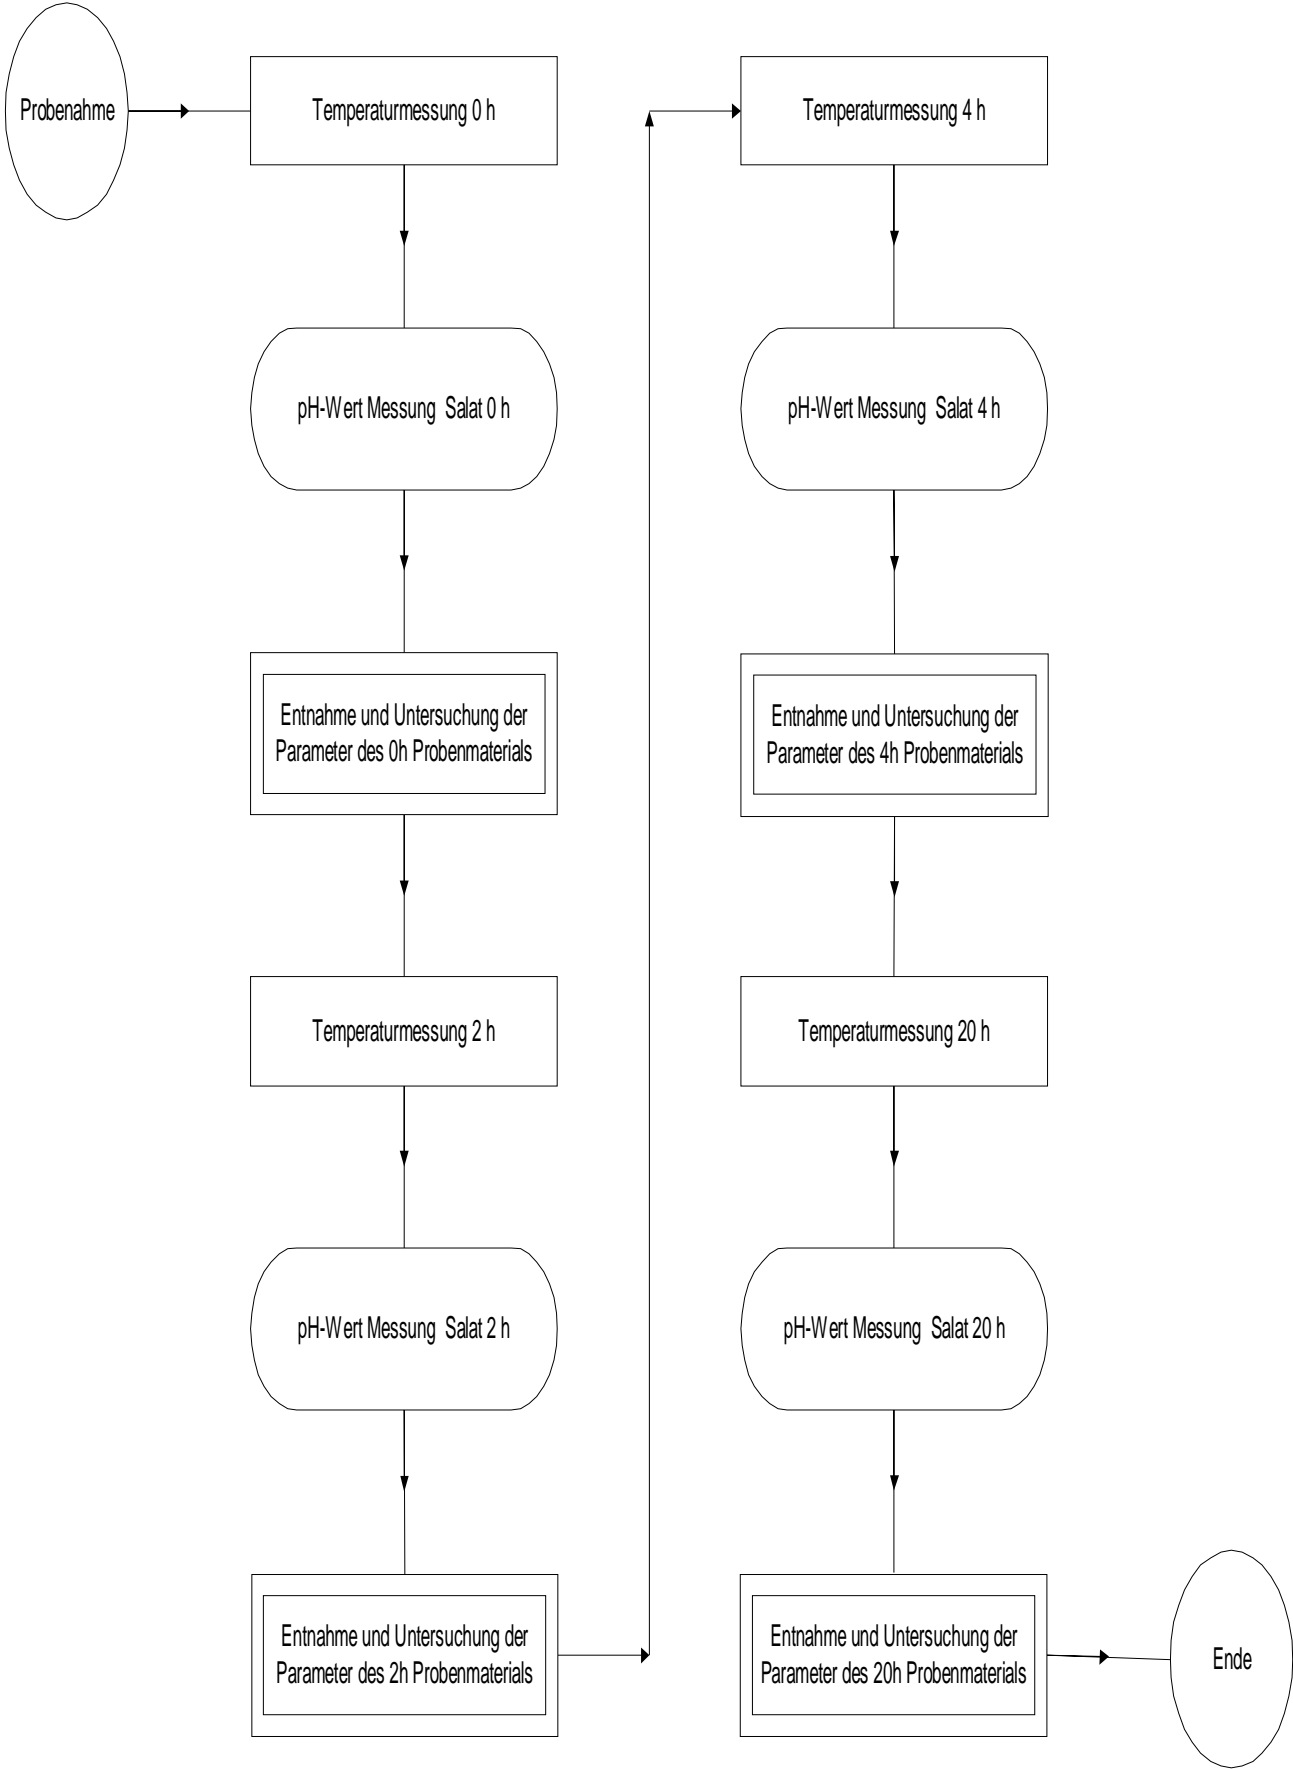 Probenahme
Temperaturmessung 0 h
pH-Wert Messung  Salat 0 h
Entnahme und Untersuchung der
Parameter des 0h Probenmaterials
Temperaturmessung 2 h
pH-Wert Messung  Salat 2 h
Entnahme und Untersuchung der
Parameter des 2h Probenmaterials
Temperaturmessung 4 h
pH-Wert Messung  Salat 4 h
Entnahme und Untersuchung der
Parameter des 4h Probenmaterials
Temperaturmessung 20 h
pH-Wert Messung  Salat 20 h
Entnahme und Untersuchung der
Parameter des 20h Probenmaterials
Ende